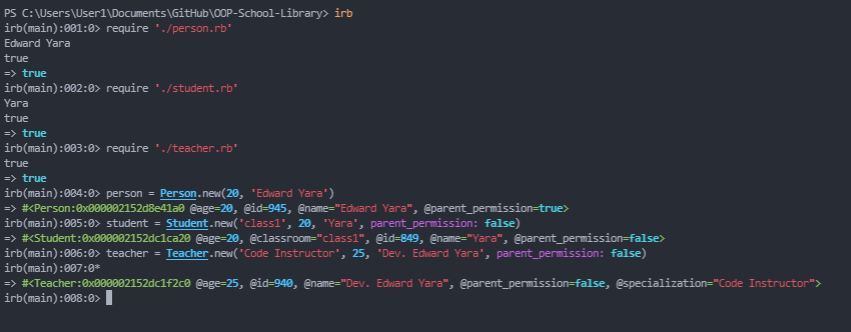 PS C:\Users\User1\Documents\GitHub\OOP-School-Library> irb
irb(main):001:0> require './person.rb'
Edward Yara
true
=> true
irb(main):002:0> require './student.rb'
Yara
true
=> true
irb(main):003:0> require './teacher.rb'
true
=> true
irb(main):004:0> person = Person.new(20, 'Edward Yara')
=> #<Person:0x000002152d8e41a0 @age=20, @id=945, @name="Edward Yara", @parent_permission=true>
irb(main):005:0> student = Student.new('class1', 20, 'Yara', parent_permission: false)
=> #<Student:0x000002152dc1ca20 @age=20, @classroom="class1", @id=849, @name="Yara", @parent_permission=false>
irb(main):006:0> teacher = Teacher.new('Code Instructor', 25, 'Dev. Edward Yara', parent_permission: false)
irb(main):007:0*
=> #<Teacher:0x000002152dc1f2c0 @age=25, @id=940, @name="Dev. Edward Yara", @parent_permission=false, @specialization="Code Instructor">
irb(main):008:0>